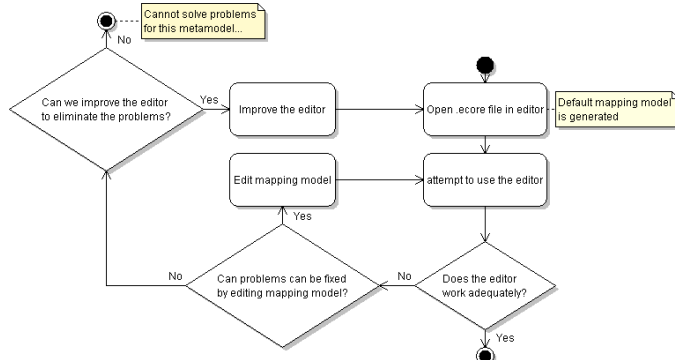 Cannot solve problems
for this metamodel...
No
Can we improve the editor
to eliminate the problems?
Yes
Improve the editor
Open .ecore file in editor
Default mapping model
is generated
Edit mapping model
attempt to use the editor
Yes
No
Can problems can be fixed
by editing mapping model?
No
Does the editor
work adequately?
Yes